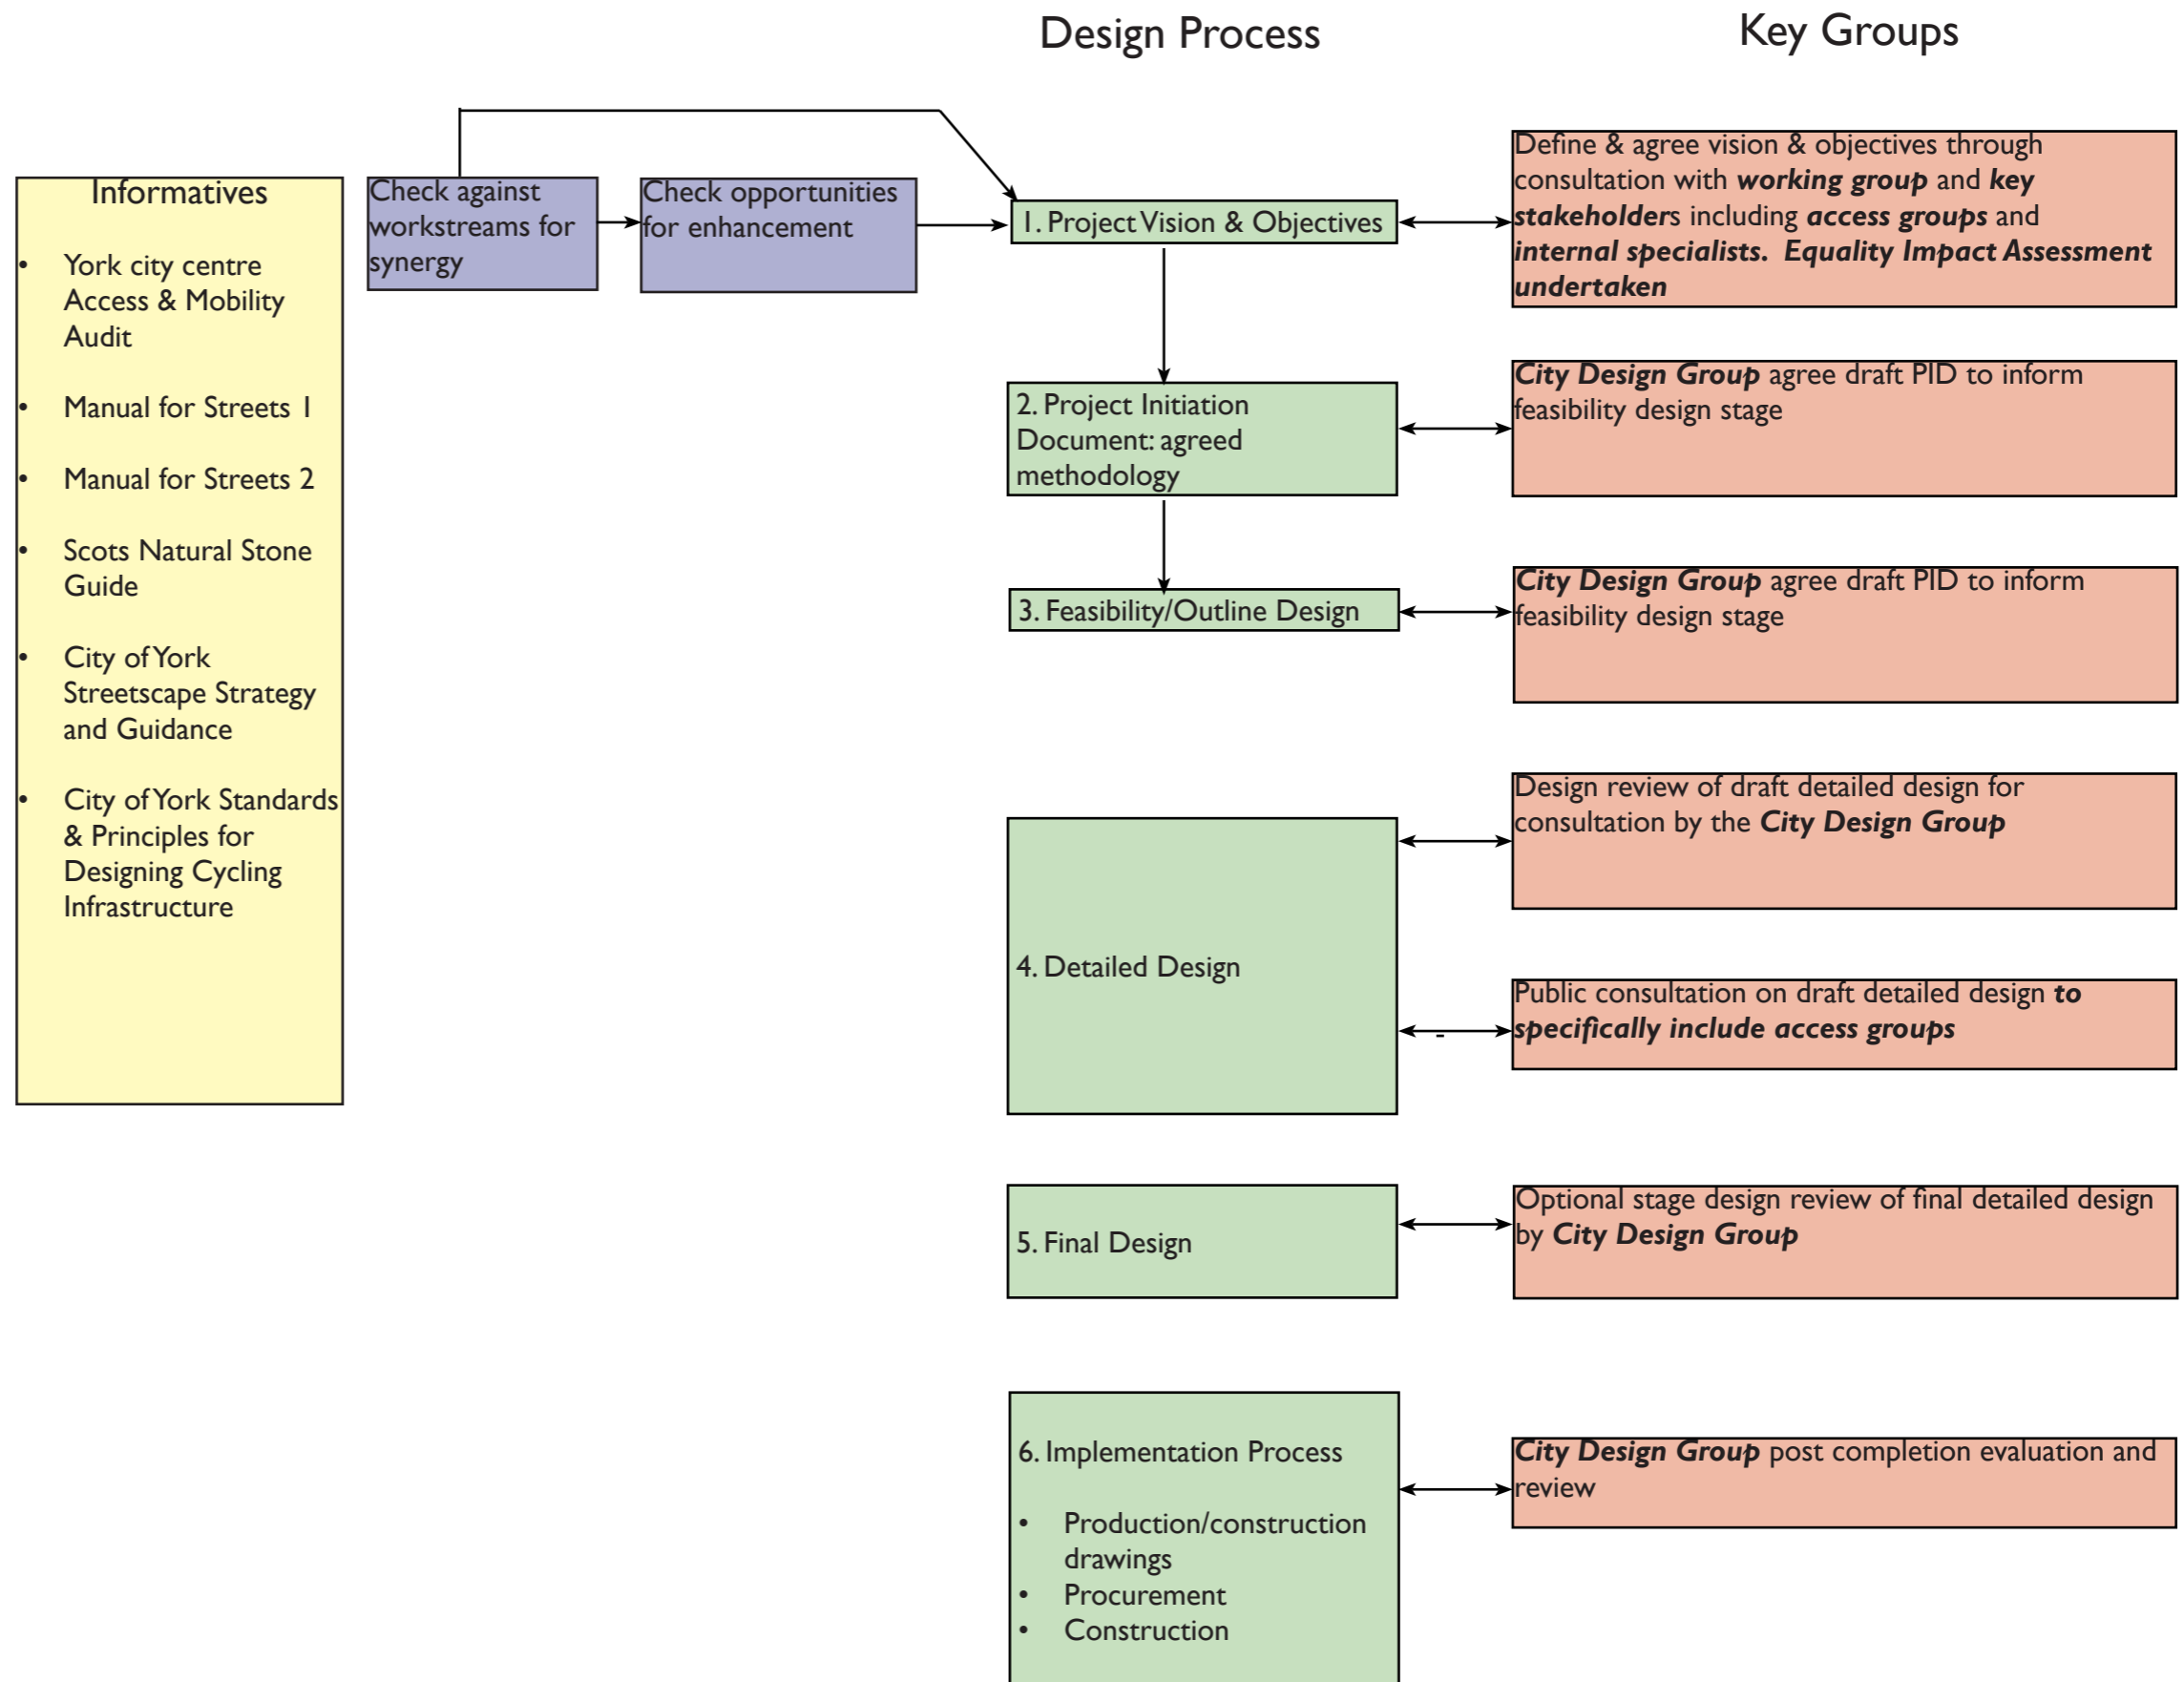 Design Process
Key Groups
Informatives
• York city centre
Access & Mobility
Audit
• Manual for Streets 1
• Manual for Streets 2
• Scots Natural Stone
Guide
• City of York
Streetscape Strategy
and Guidance
• City of York Standards
& Principles for
Designing Cycling
Infrastructure
Check against
workstreams for
synergy
Check opportunities
for enhancement
1. Project Vision & Objectives
Define & agree vision & objectives through
consultation with working group and key
stakeholders including access groups and
internal specialists. Equality Impact Assessment
undertaken
2. Project Initiation
Document: agreed
methodology
City Design Group agree draft PID to inform
feasibility design stage
3. Feasibility/Outline Design
City Design Group agree draft PID to inform
feasibility design stage
4. Detailed Design
Design review of draft detailed design for
consultation by the City Design Group
-
Public consultation on draft detailed design to
specifically include access groups
5. Final Design
Optional stage design review of final detailed design
by City Design Group
6. Implementation Process
• Production/construction
drawings
• Procurement
• Construction
City Design Group post completion evaluation and
review